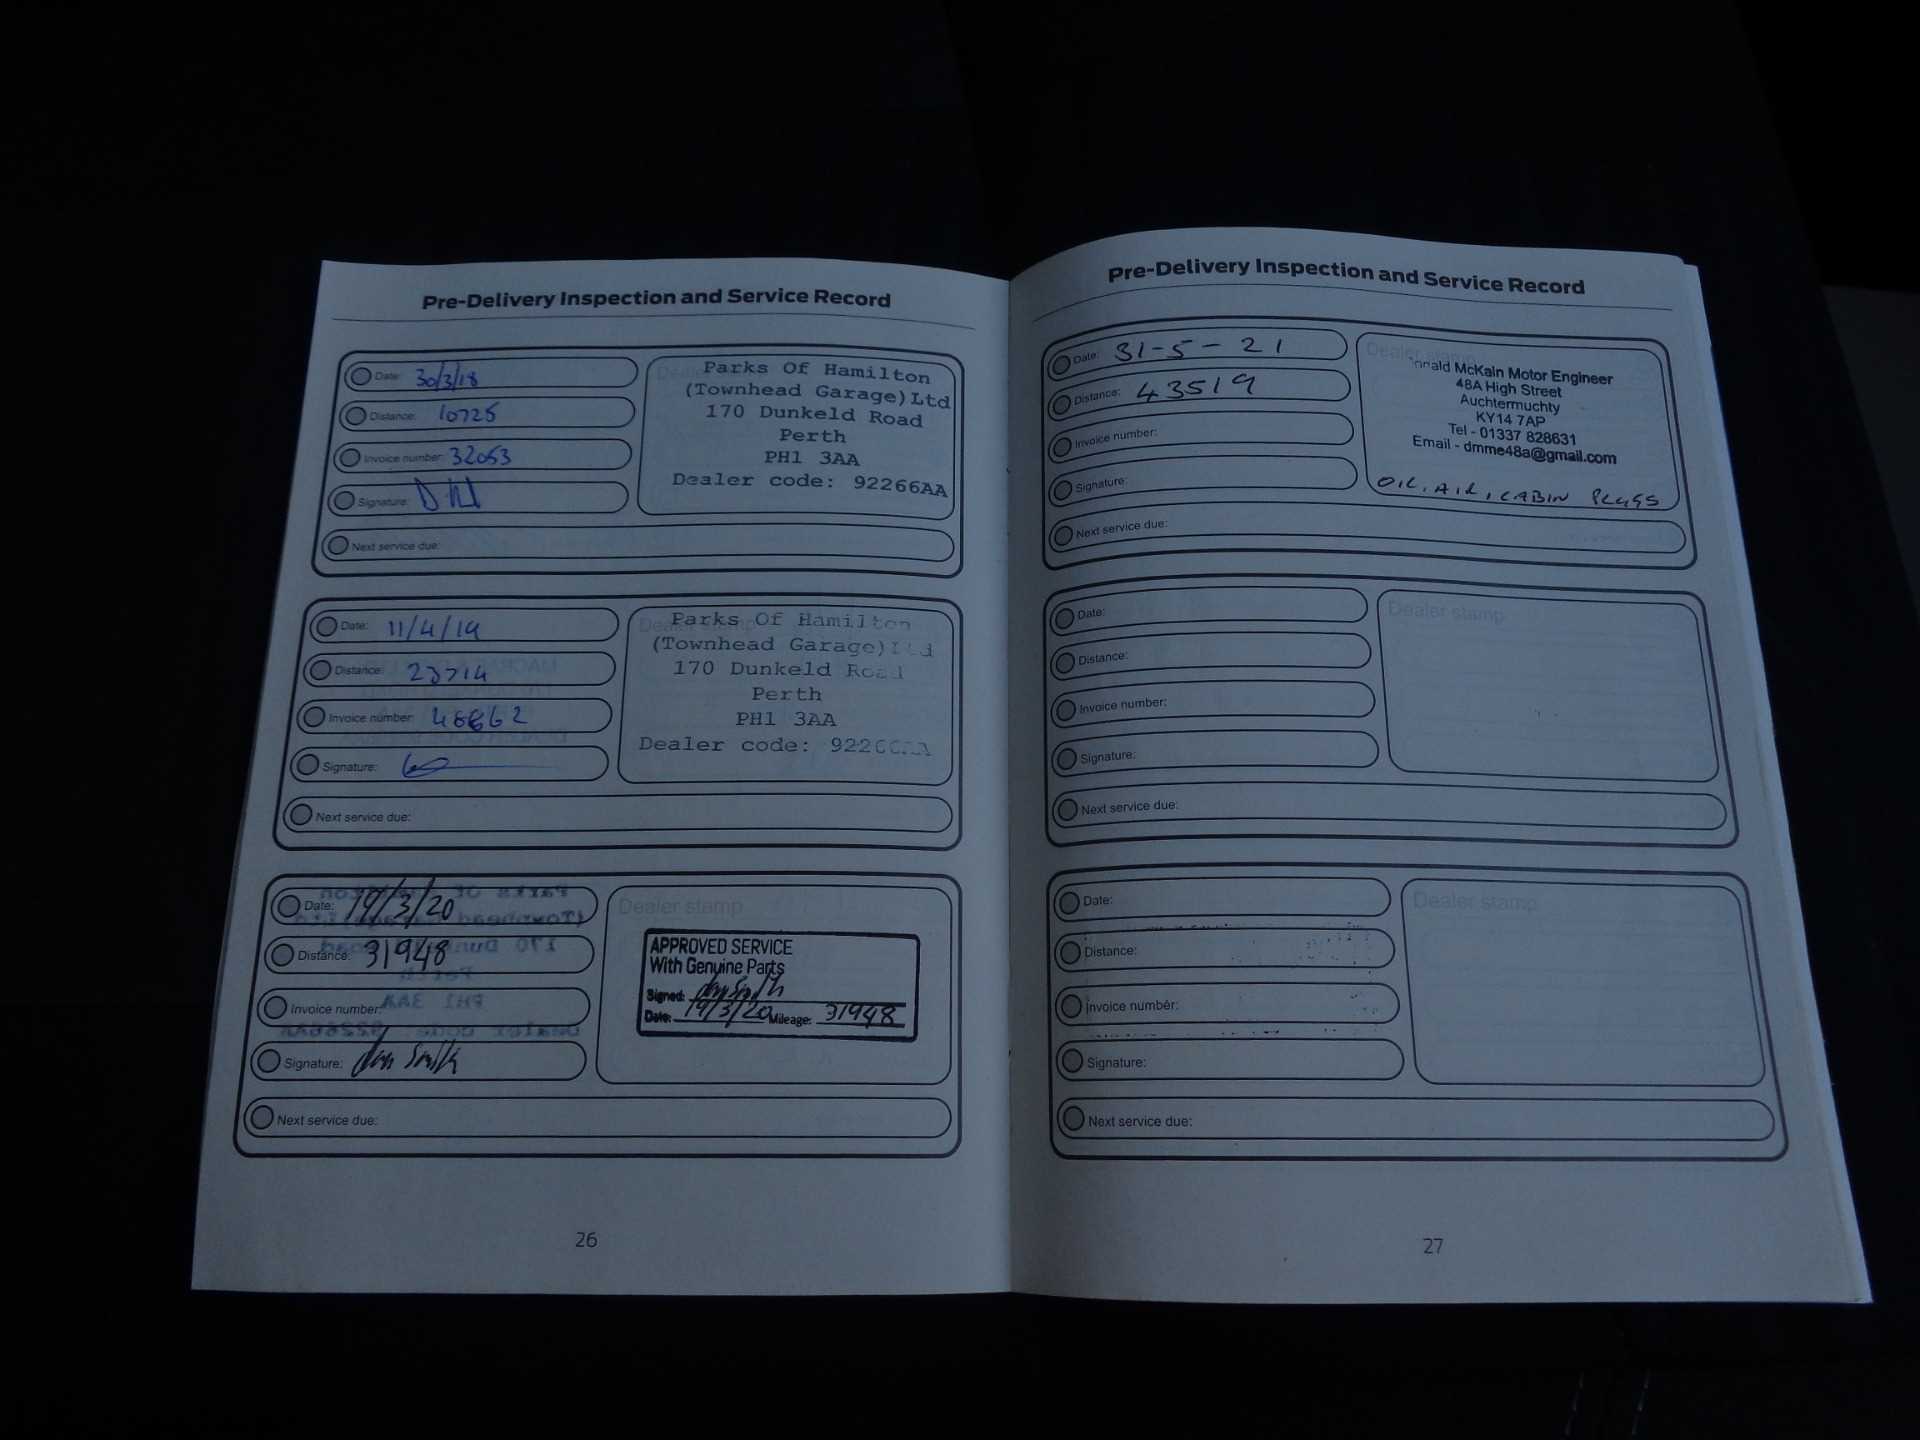 Pre-Delivery Inspection and Service Record
Date: 30/3/18
Distance: 10725
Invoice number: 32053
Signature:
Next service due:
Parks Of Hamilton
(Townhead Garage)Ltd
170 Dunkeld Road
Perth
PH1 3AA
Dealer code: 92266AA
Date: 11/4/19
Distance:
Invoice number: 46662
Signature:
Next service due:
Dealer stamp
Parks Of Hamilton
(Townhead Garage)Ltd
170 Dunkeld Road
Perth
PH1 3AA
Dealer code: 92266AA
Date: 19/3/20
Distance: 31948
Invoice number:
Signature:
Next service due:
Dealer stamp
APPROVED SERVICE
With Genuine Parts
Signed:
Date: 19/3/20 Mileage: 31948
26
Pre-Delivery Inspection and Service Record
Date: 31-5-21
Distance: 43519
Invoice number:
Signature:
Next service due:
Dealer stamp
McKain Motor Engineer
48A High Street
Auchtermuchty
KY14 7AP
Tel - 01337 828631
Email - dmme48a@gmail.com
OIL, AIR, CABIN PLUGS
Date:
Distance:
Invoice number:
Signature:
Next service due:
Dealer stamp
Date:
Distance:
Invoice number:
Signature:
Next service due:
Dealer stamp
27